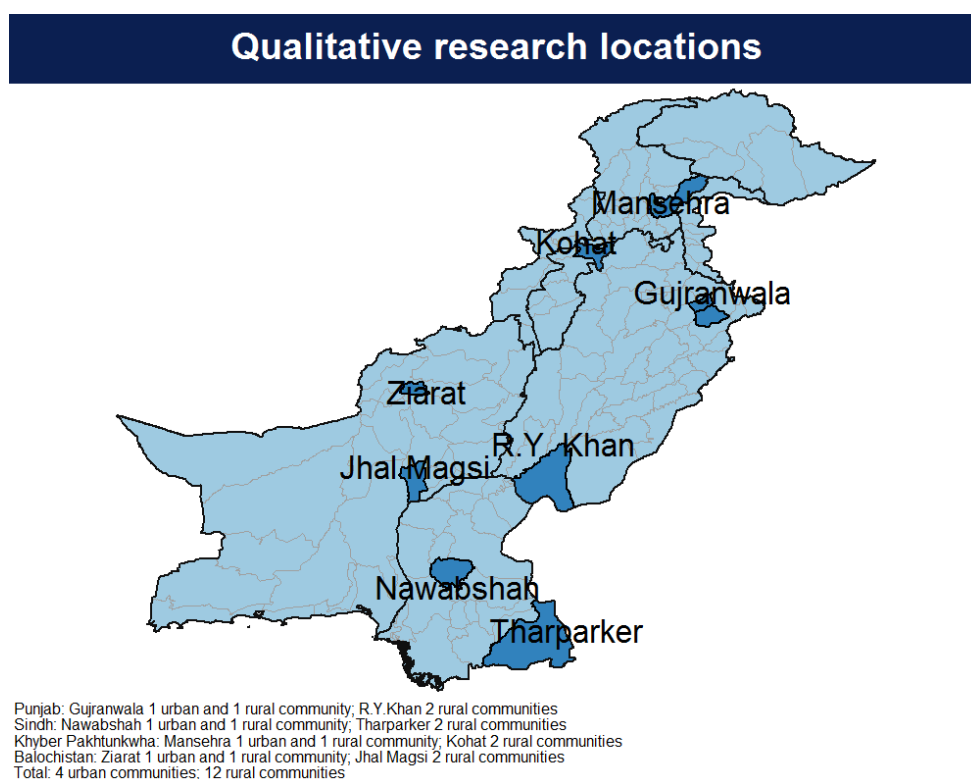 Qualitative research locations
Mansehra
Kohat
Gujranwala
Ziarat
R.Y. Khan
Jhal Magsi
Nawabshah
Tharparker
Punjab: Gujranwala 1 urban and 1 rural community; R.Y.Khan 2 rural communities
Sindh: Nawabshah 1 urban and 1 rural community; Tharparker 2 rural communities
Khyber Pakhtunkwha: Mansehra 1 urban and 1 rural community; Kohat 2 rural communities
Balochistan: Ziarat 1 urban and 1 rural community; Jhal Magsi 2 rural communities
Total: 4 urban communities; 12 rural communities